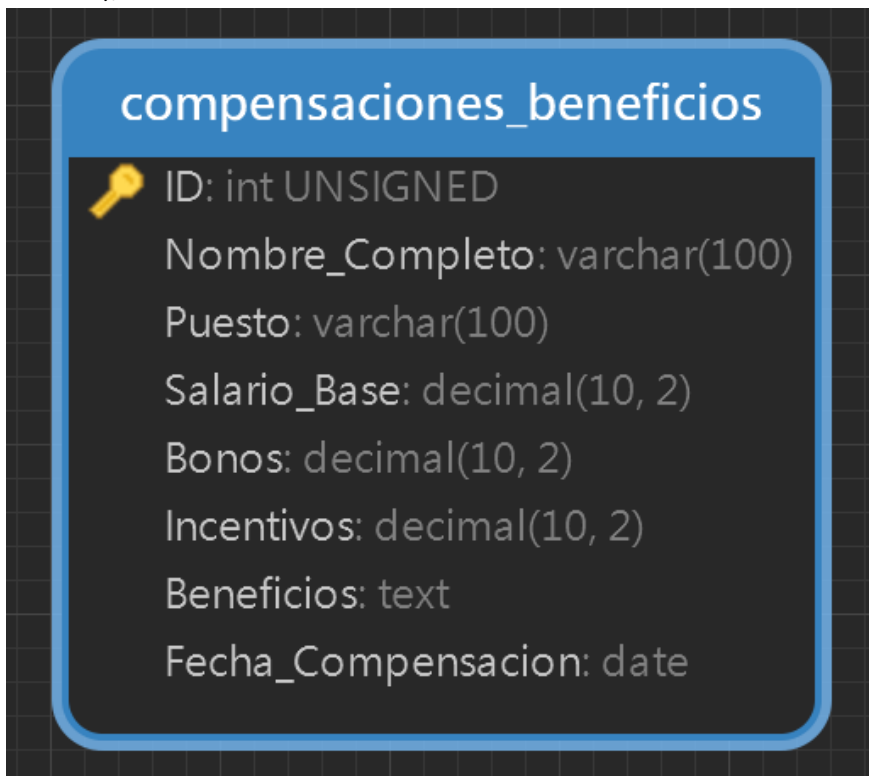 compensaciones_beneficios
ID: int UNSIGNED
Nombre_Completo: varchar(100)
Puesto: varchar(100)
Salario_Base: decimal(10, 2)
Bonos: decimal(10, 2)
Incentivos: decimal(10, 2)
Beneficios: text
Fecha_Compensacion: date